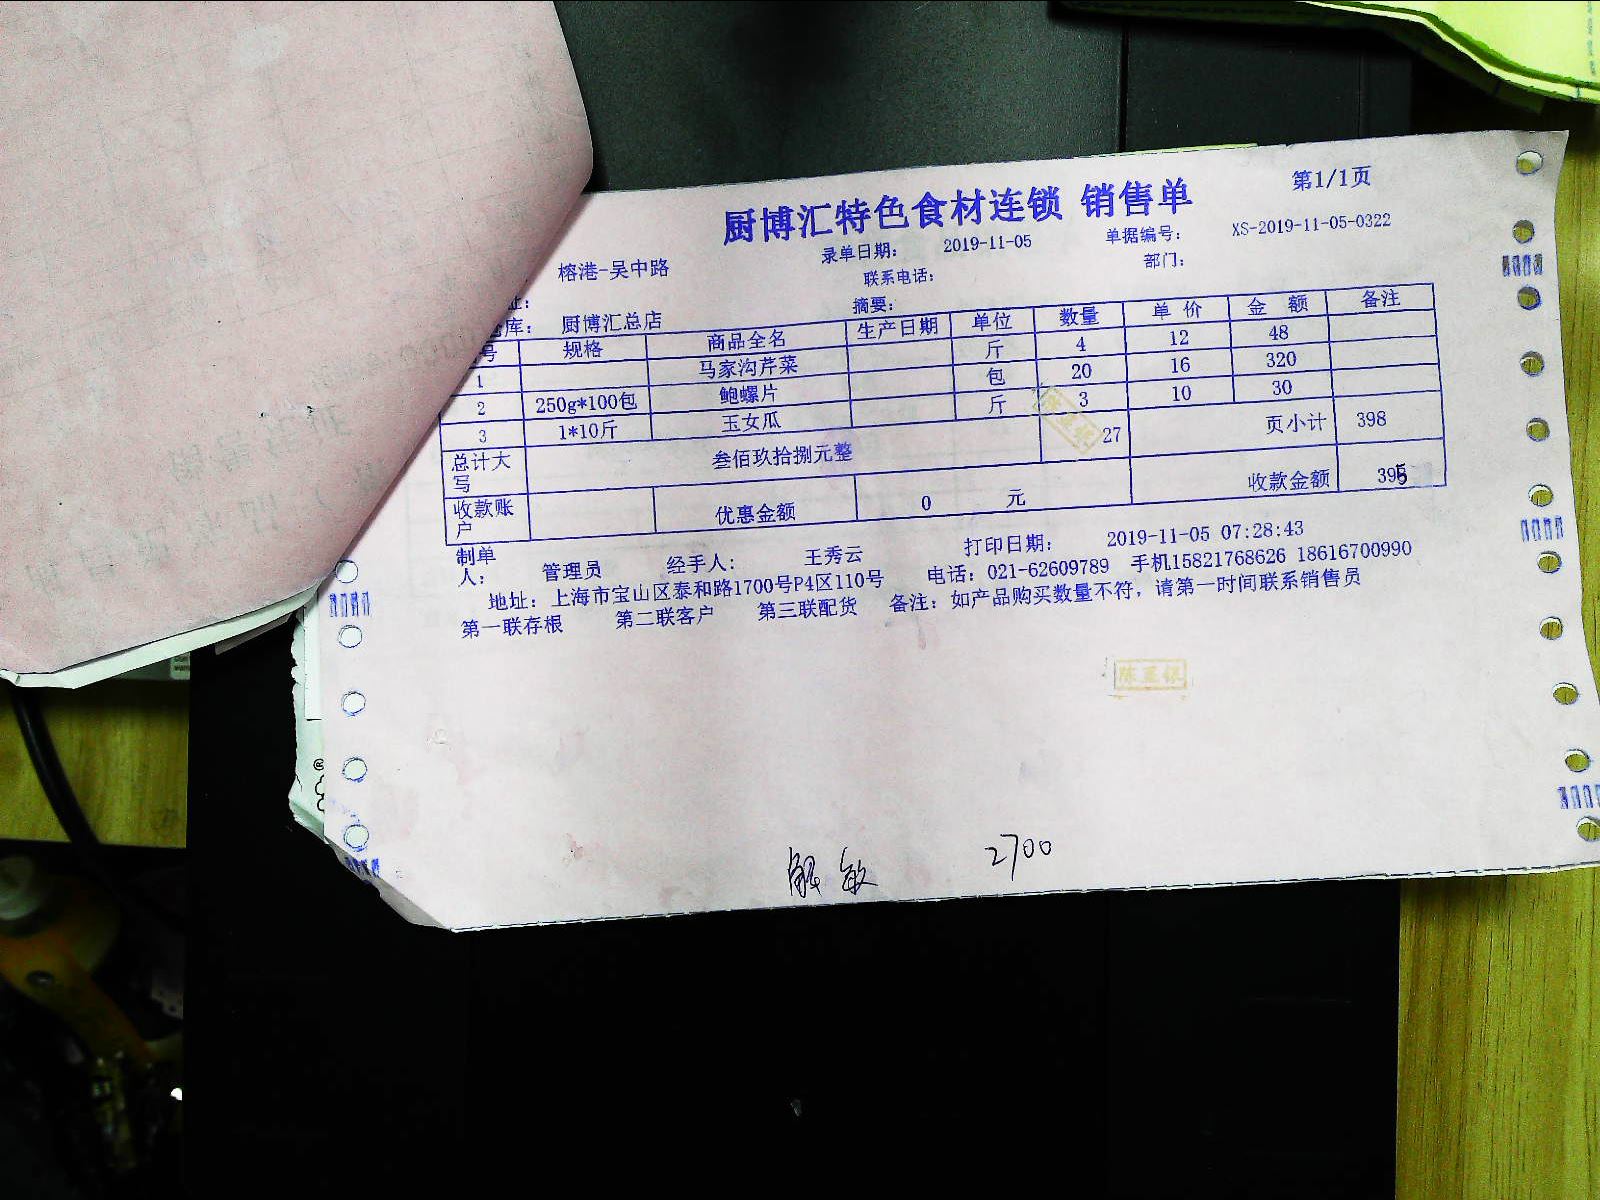 厨博汇特色食材连锁 销售单 第1/1页
榕港-吴中路 录单日期: 2019-11-05 单据编号: XS-2019-11-05-0322
址: 联系电话: 部门:
库: 厨博汇总店 摘要:
号 规格 商品全名 生产日期 单位 数量 单 价 金 额 备注
1 马家沟芹菜 斤 4 12 48
2 250g*100包 鲍螺片 包 20 16 320
3 1*10斤 玉女瓜 斤 3 10 30
总计大写 叁佰玖拾捌元整 27 页小计 398
收款账户 优惠金额 0 元 收款金额 395
制单人: 管理员 经手人: 王秀云 打印日期: 2019-11-05 07:28:43
地址: 上海市宝山区泰和路1700号P4区110号 电话: 021-62609789 手机15821768626 18616700990
第一联存根 第二联客户 第三联配货 备注: 如产品购买数量不符, 请第一时间联系销售员
解敏 2700